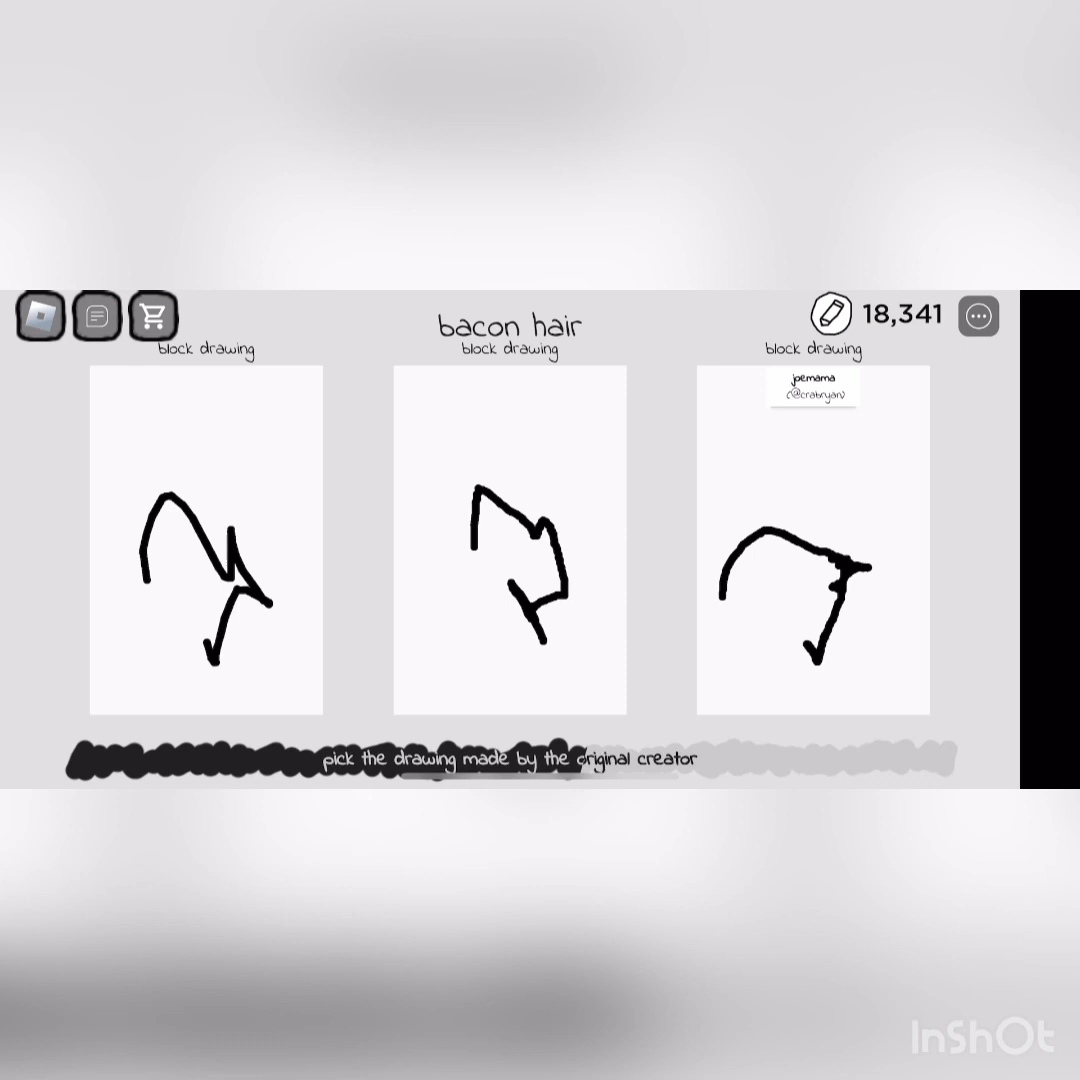 bacon hair
18,341
block drawing
block drawing
block drawing
joemama
(@crabryan)
pick the drawing made by the original creator
InShOt